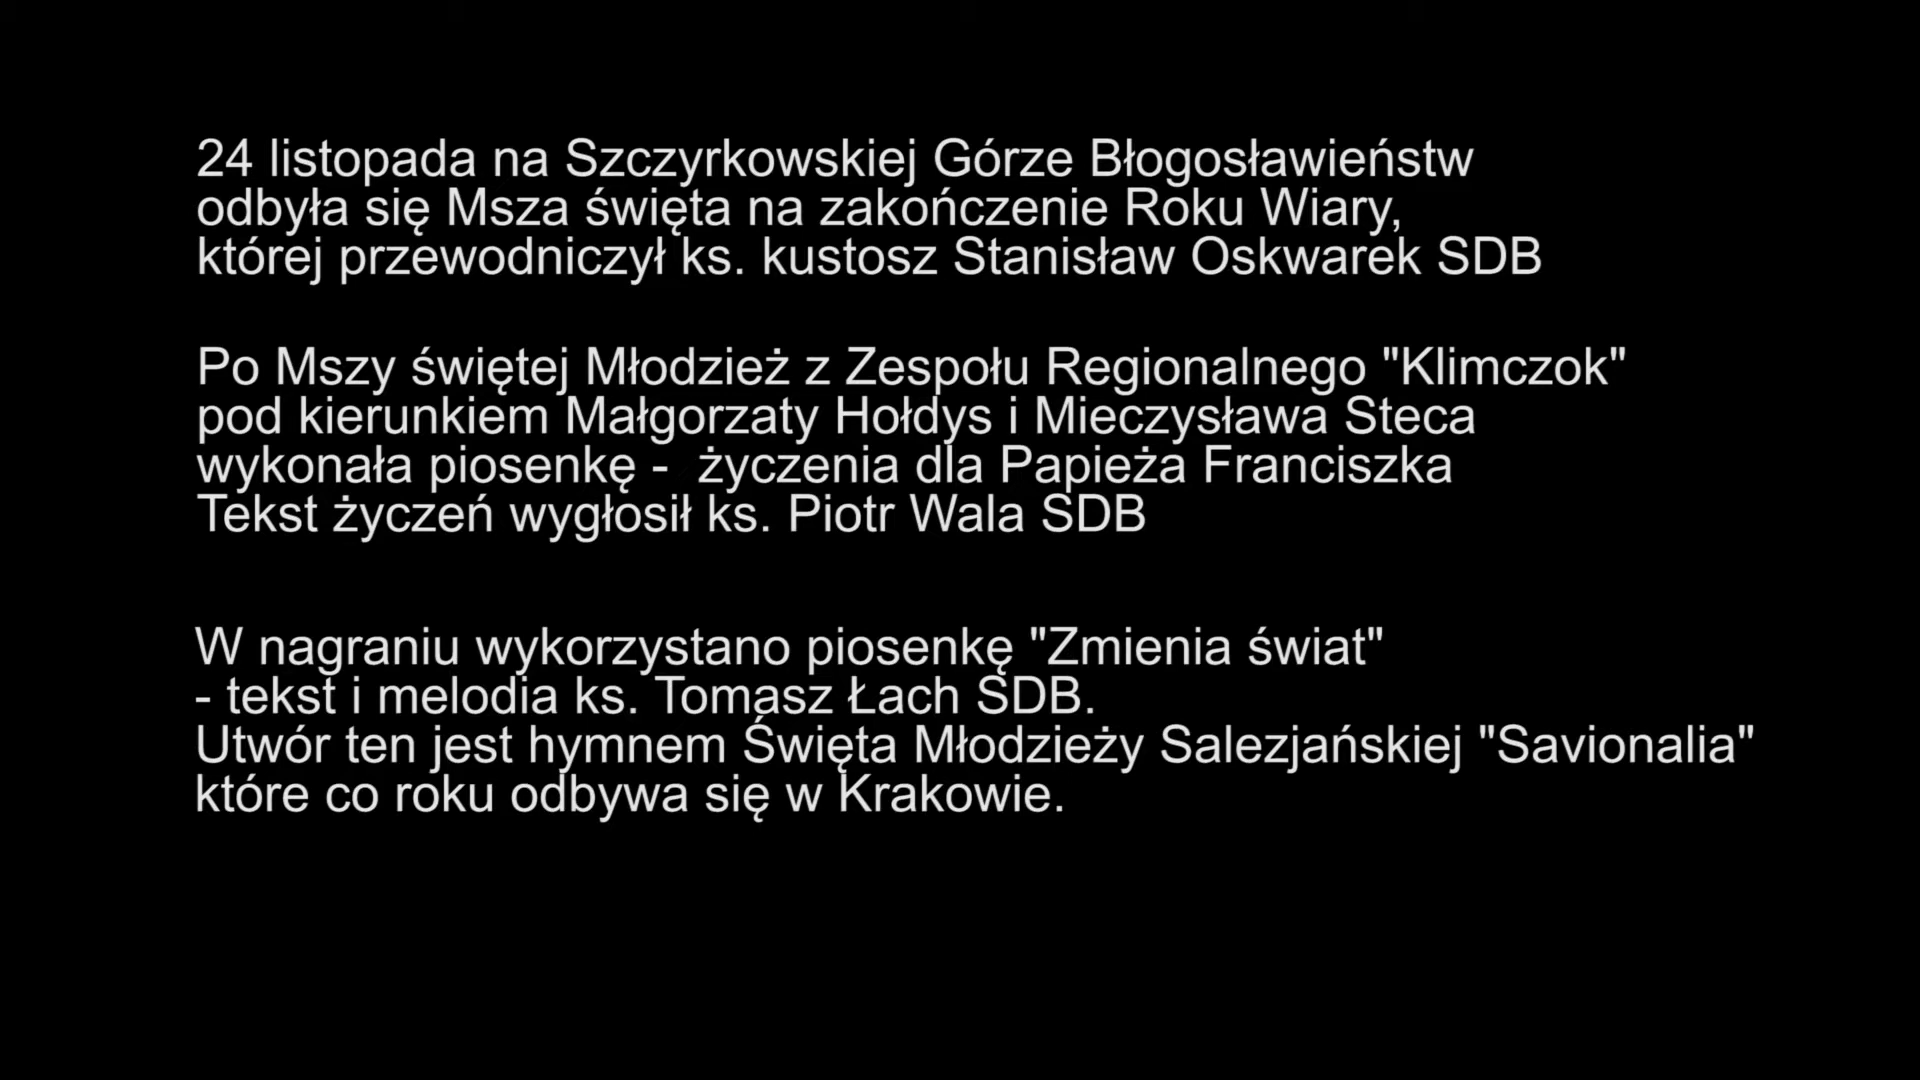 24 listopada na Szczyrkowskiej Górze Błogosławieństw
odbyła się Msza święta na zakończenie Roku Wiary,
której przewodniczył ks. kustosz Stanisław Oskwarek SDB
Po Mszy świętej Młodzież z Zespołu Regionalnego "Klimczok"
pod kierunkiem Małgorzaty Hołdys i Mieczysława Steca
wykonała piosenkę -  życzenia dla Papieża Franciszka
Tekst życzeń wygłosił ks. Piotr Wala SDB
W nagraniu wykorzystano piosenkę "Zmienia świat"
- tekst i melodia ks. Tomasz Łach SDB.
Utwór ten jest hymnem Święta Młodzieży Salezjańskiej "Savionalia"
które co roku odbywa się w Krakowie.